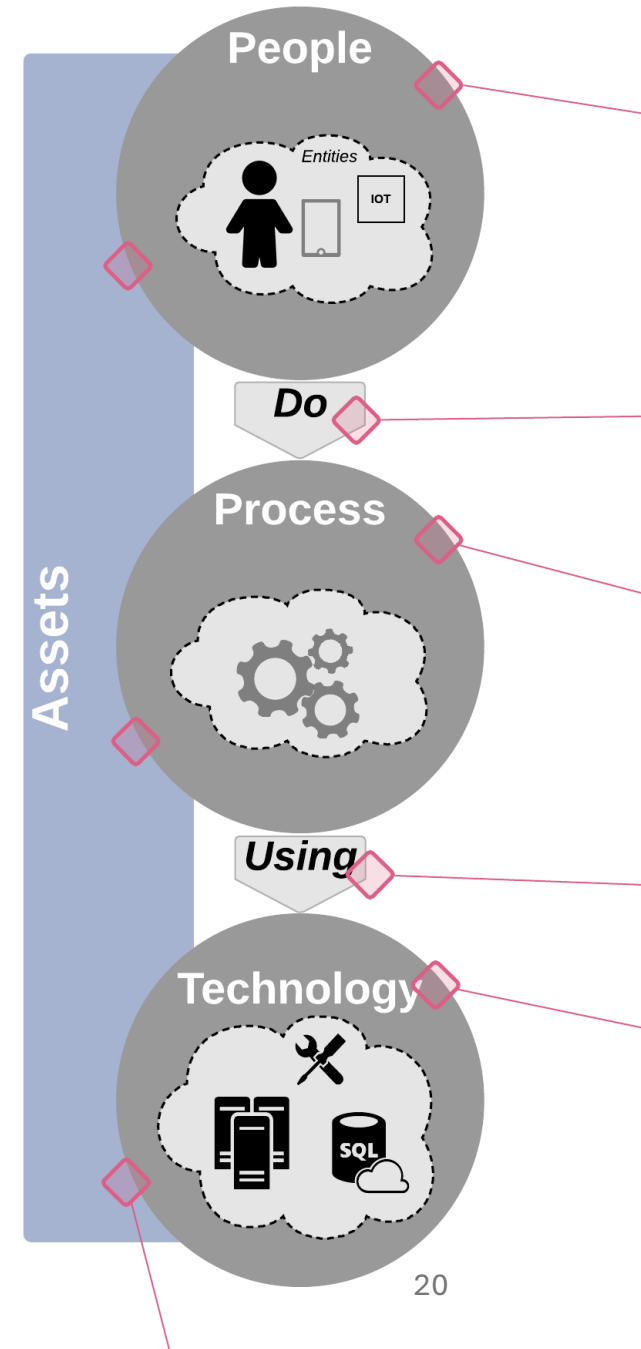 People
Entities
IOT
Do
Process
Assets
Using
Technology
SQL
20